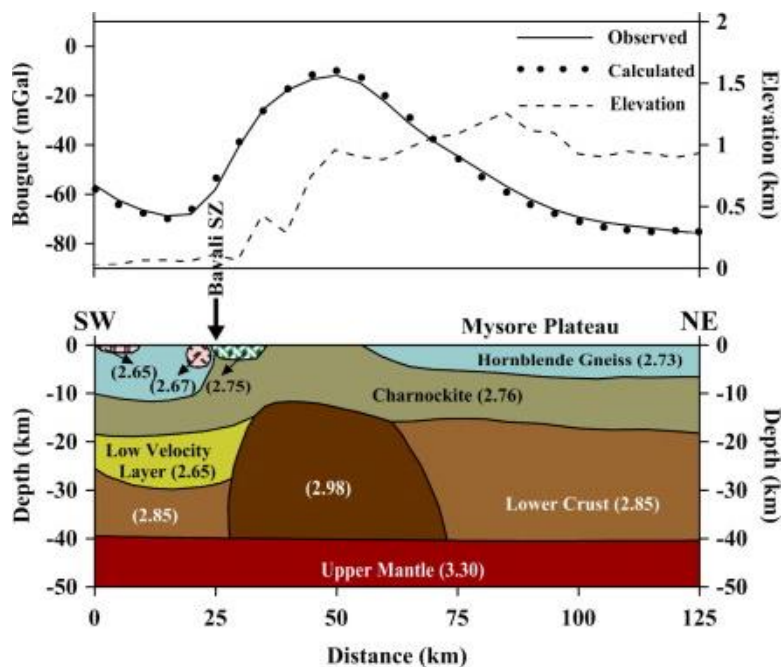 Bouguer (mGal)
0
-20
-40
-60
-80
Observed
Calculated
Elevation
2
1.5
1
0.5
0
Elevation (km)
Bavali SZ
SW
Mysore Plateau
NE
Depth (km)
0
-10
-20
-30
-40
-50
(2.65)
(2.67)
(2.75)
Hornblende Gneiss (2.73)
Charnockite (2.76)
Low Velocity
Layer (2.65)
(2.85)
(2.98)
Lower Crust (2.85)
Upper Mantle (3.30)
0
-10
-20
-30
-40
-50
Depth (km)
0
25
50
75
100
125
Distance (km)